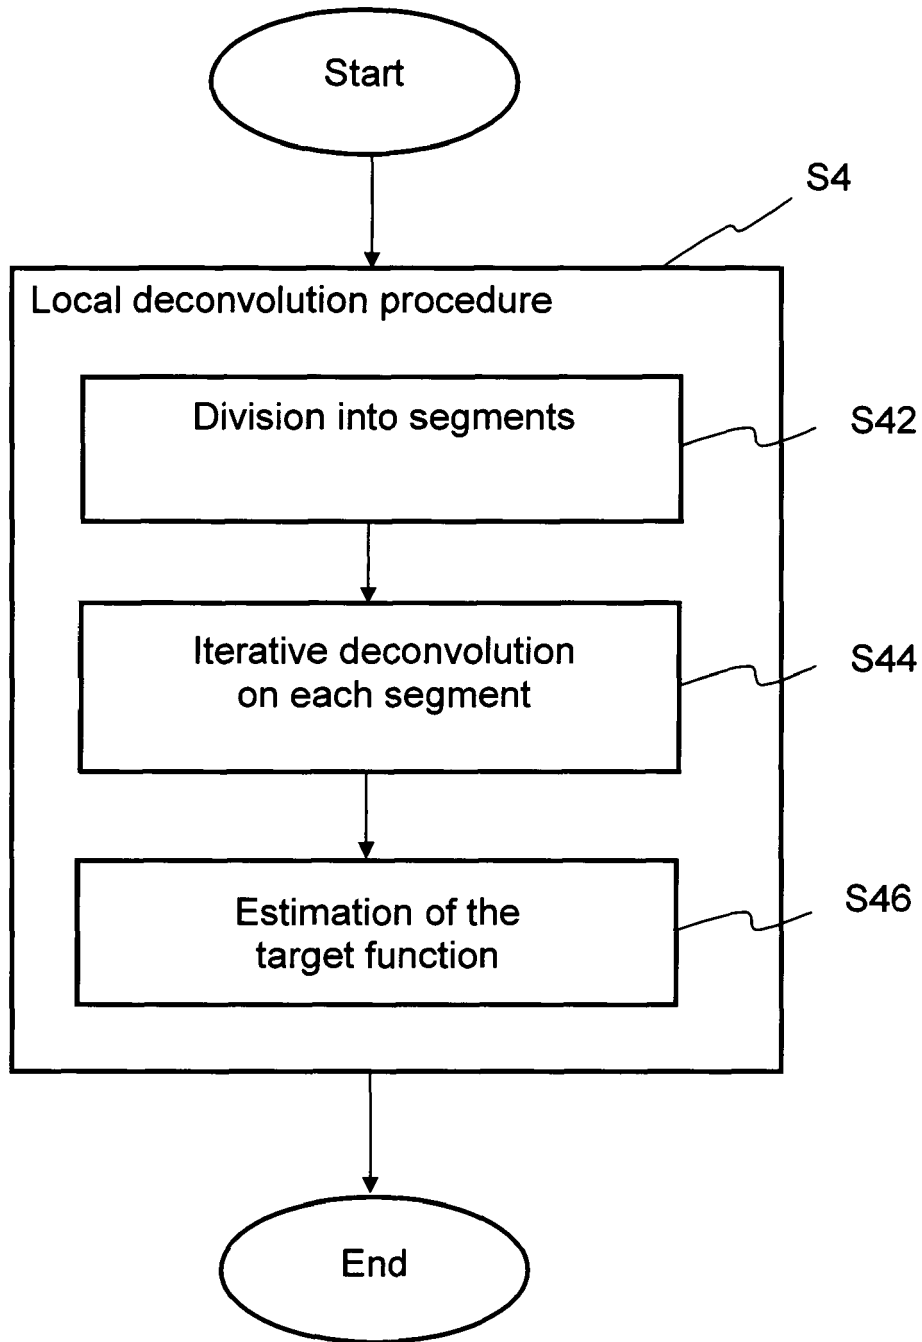 Start
S4
Local deconvolution procedure
Division into segments
S42
Iterative deconvolution
on each segment
S44
Estimation of the
target function
S46
End